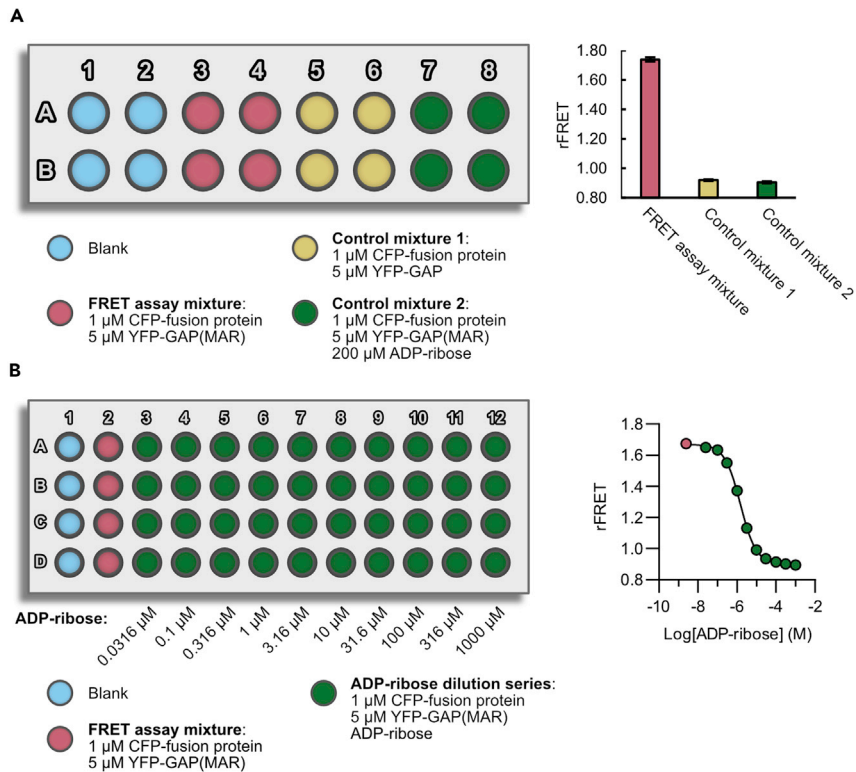 A
1 2 3 4 5 6 7 8
A
B
Blank
FRET assay mixture:
1 µM CFP-fusion protein
5 µM YFP-GAP(MAR)
Control mixture 1:
1 µM CFP-fusion protein
5 µM YFP-GAP
Control mixture 2:
1 µM CFP-fusion protein
5 µM YFP-GAP(MAR)
200 µM ADP-ribose
rFRET
1.80
1.60
1.40
1.20
1.00
0.80
FRET assay mixture
Control mixture 1
Control mixture 2
B
1 2 3 4 5 6 7 8 9 10 11 12
A
B
C
D
ADP-ribose:
0.0316 µM
0.1 µM
0.316 µM
1 µM
3.16 µM
10 µM
31.6 µM
100 µM
316 µM
1000 µM
Blank
FRET assay mixture:
1 µM CFP-fusion protein
5 µM YFP-GAP(MAR)
ADP-ribose dilution series:
1 µM CFP-fusion protein
5 µM YFP-GAP(MAR)
ADP-ribose
rFRET
1.8
1.6
1.4
1.2
1.0
0.8
-10 -8 -6 -4 -2
Log[ADP-ribose] (M)